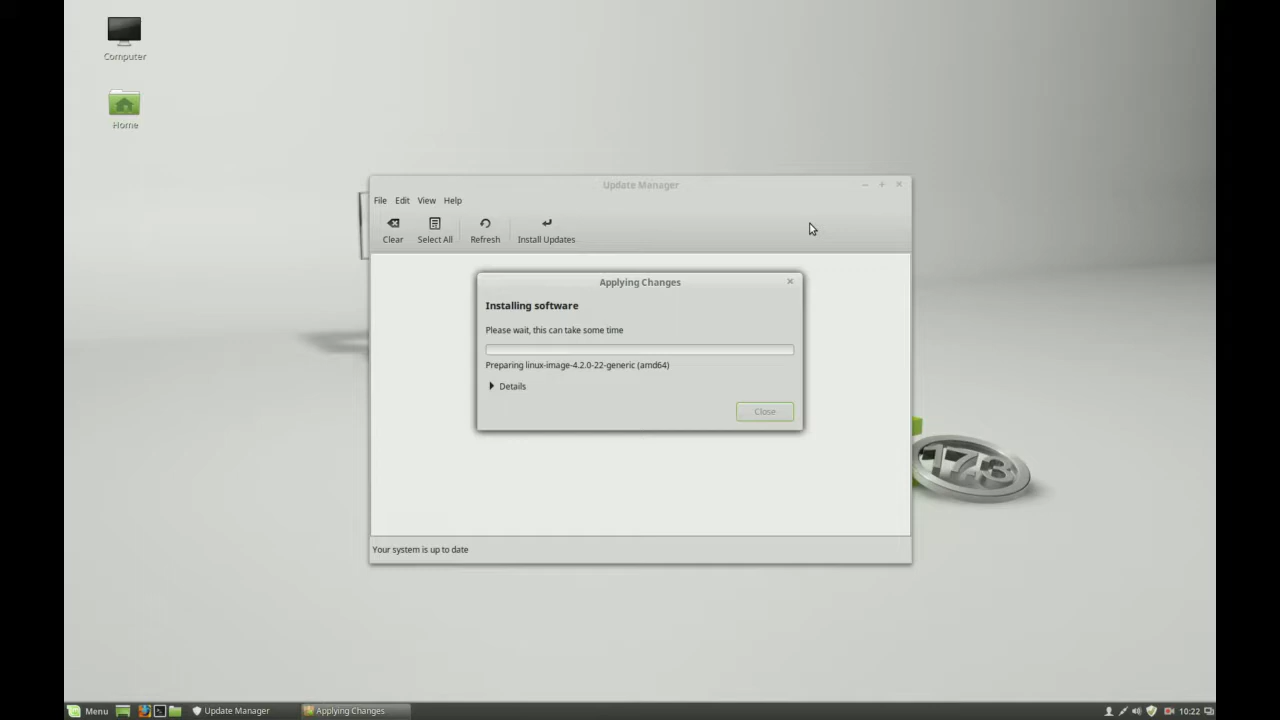 Computer
Home
Update Manager
File Edit View Help
Clear Select All Refresh Install Updates
Applying Changes
Installing software
Please wait, this can take some time
Preparing linux-image-4.2.0-22-generic (amd64)
Details
Close
17.3
Your system is up to date
Menu Update Manager Applying Changes 10:22